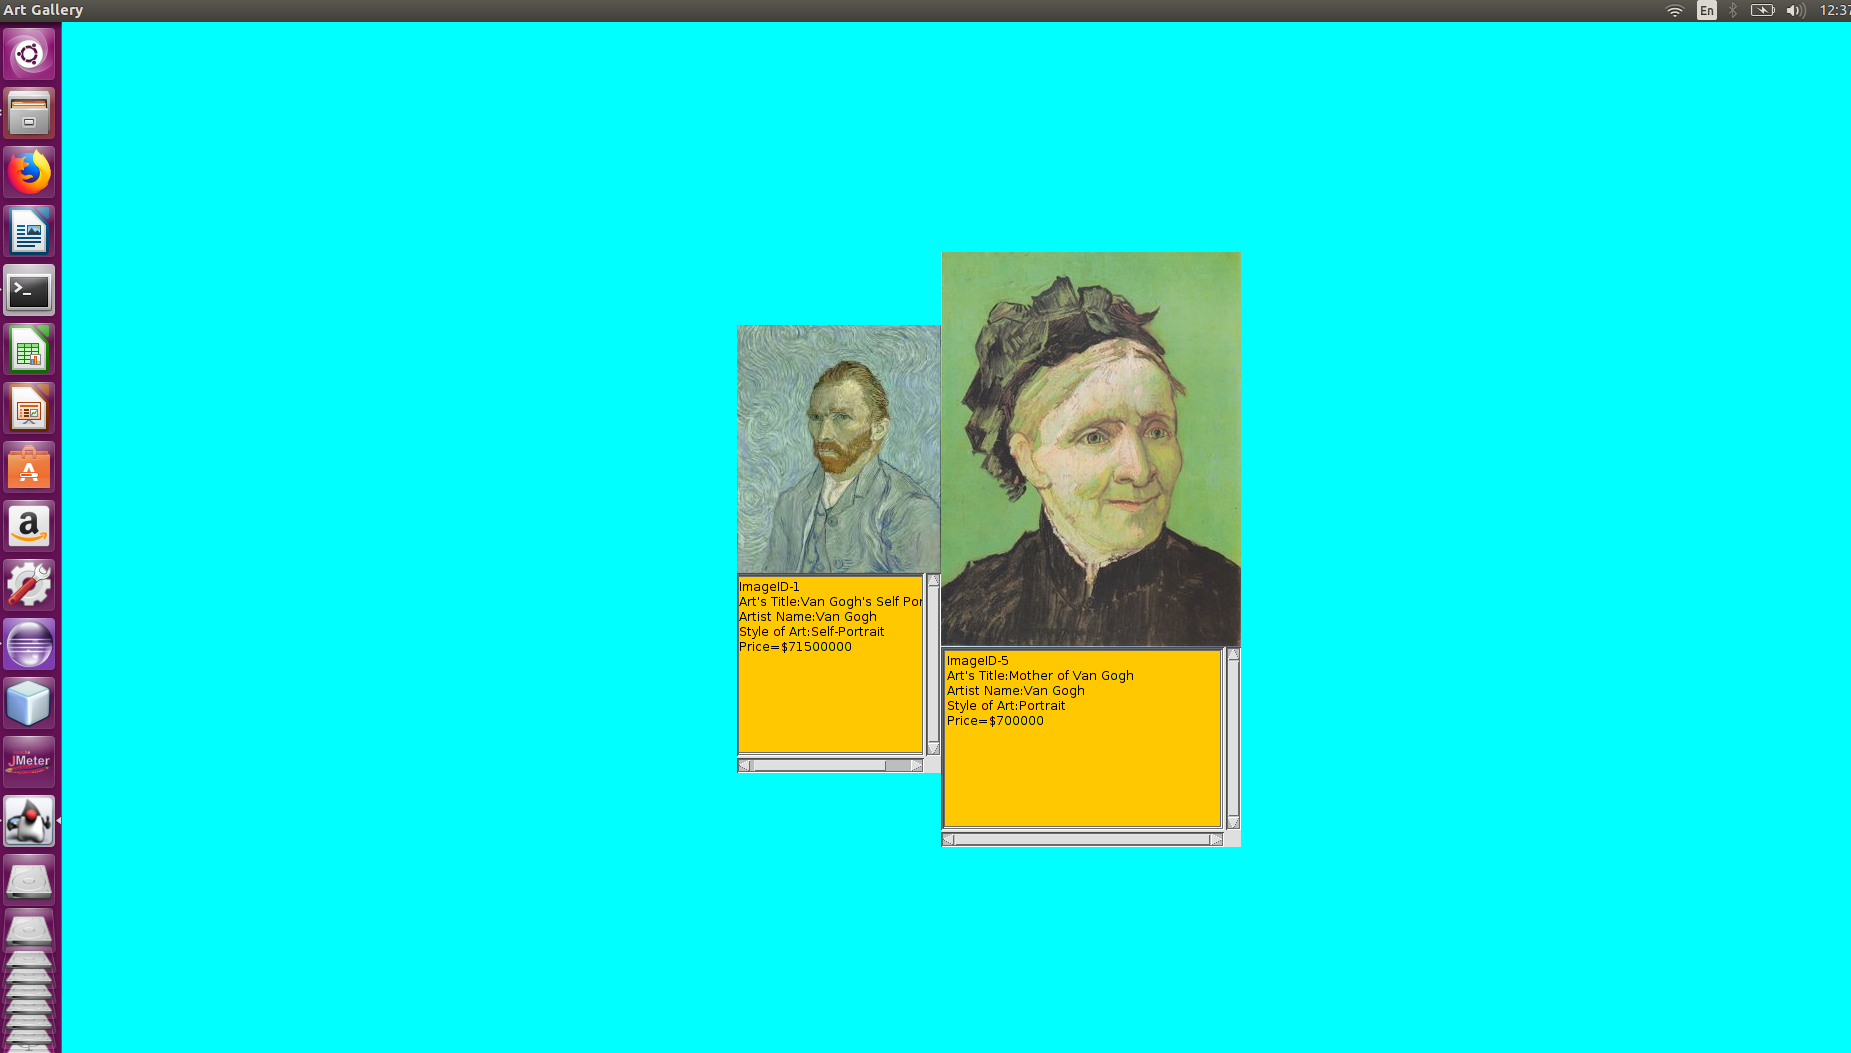 Art Gallery
En
12:37
JMeter
ImageID-1
Art's Title:Van Gogh's Self Por
Artist Name:Van Gogh
Style of Art:Self-Portrait
Price=$71500000
ImageID-5
Art's Title:Mother of Van Gogh
Artist Name:Van Gogh
Style of Art:Portrait
Price=$700000